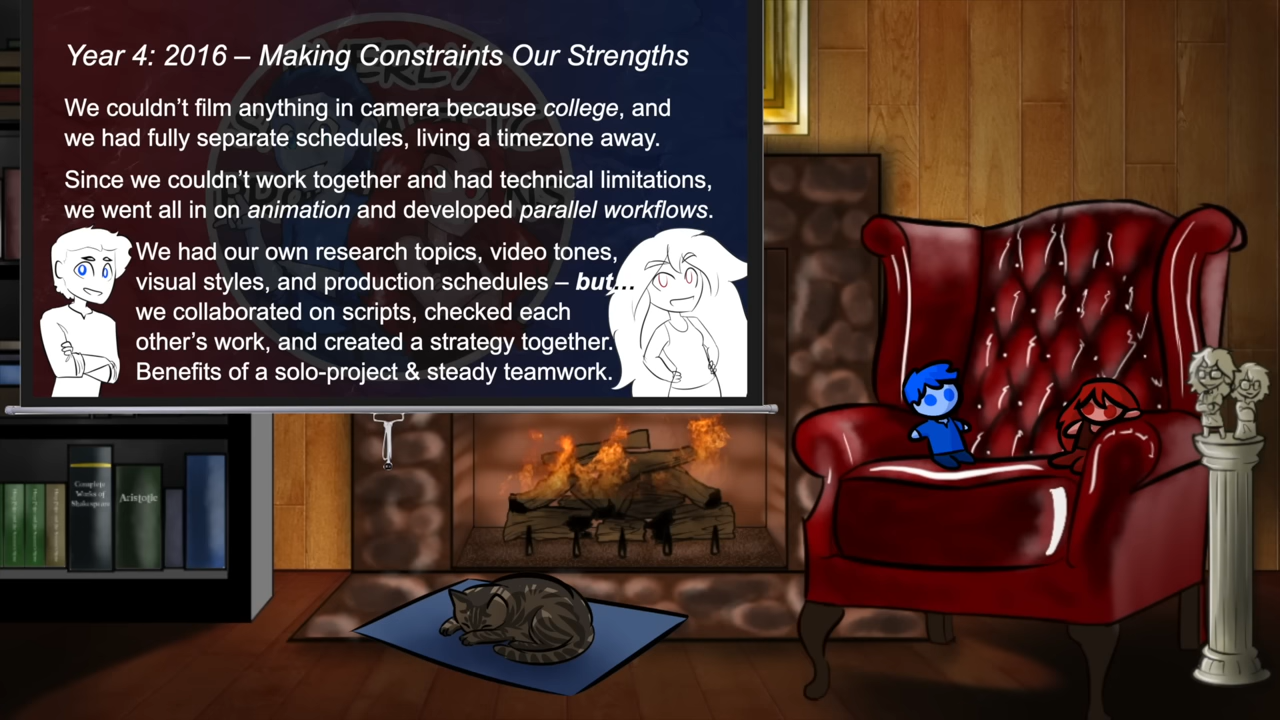 Year 4: 2016 – Making Constraints Our Strengths
We couldn’t film anything in camera because college, and
we had fully separate schedules, living a timezone away.
Since we couldn’t work together and had technical limitations,
we went all in on animation and developed parallel workflows.
We had our own research topics, video tones,
visual styles, and production schedules – but...
we collaborated on scripts, checked each
other’s work, and created a strategy together.
Benefits of a solo-project & steady teamwork.
Complete
Works of
Shakespeare
Aristotle